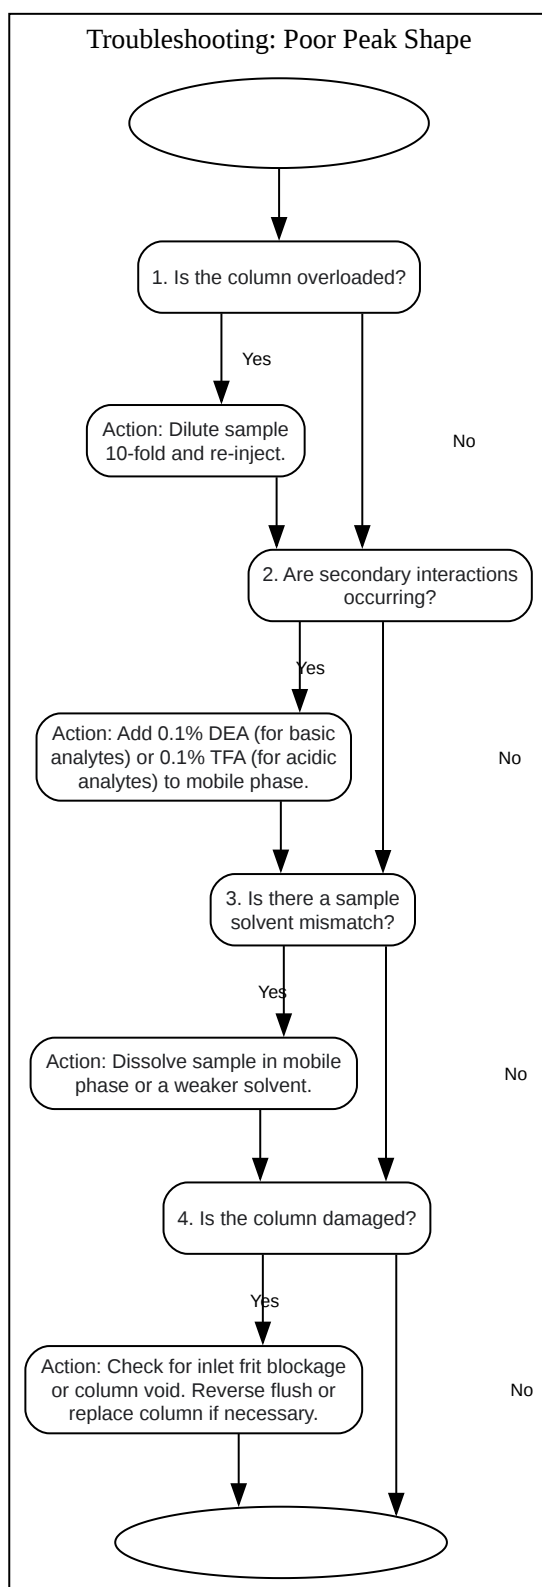 Troubleshooting: Poor Peak Shape
1. Is the column overloaded?
Yes
Action: Dilute sample
10-fold and re-inject.
No
2. Are secondary interactions
occurring?
Yes
Action: Add 0.1% DEA (for basic
analytes) or 0.1% TFA (for acidic
analytes) to mobile phase.
No
3. Is there a sample
solvent mismatch?
Yes
Action: Dissolve sample in mobile
phase or a weaker solvent.
No
4. Is the column damaged?
Yes
Action: Check for inlet frit blockage
or column void. Reverse flush or
replace column if necessary.
No